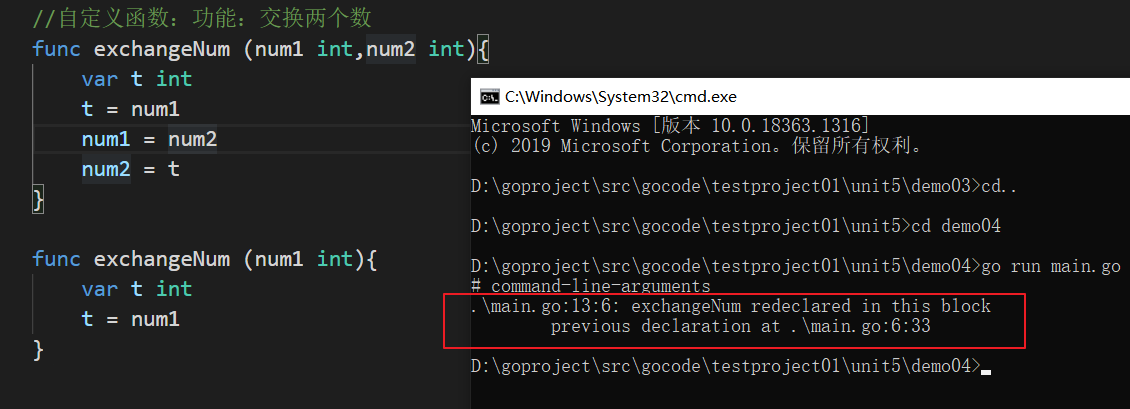 //自定义函数：功能：交换两个数
func exchangeNum (num1 int,num2 int){
var t int
t = num1
num1 = num2
num2 = t
}
func exchangeNum (num1 int){
var t int
t = num1
}
C:\Windows\System32\cmd.exe
Microsoft Windows [版本 10.0.18363.1316]
(c) 2019 Microsoft Corporation。保留所有权利。
D:\goproject\src\gocode\testproject01\unit5\demo03>cd..
D:\goproject\src\gocode\testproject01\unit5>cd demo04
D:\goproject\src\gocode\testproject01\unit5\demo04>go run main.go
# command-line-arguments
.\main.go:13:6: exchangeNum redeclared in this block
previous declaration at .\main.go:6:33
D:\goproject\src\gocode\testproject01\unit5\demo04>